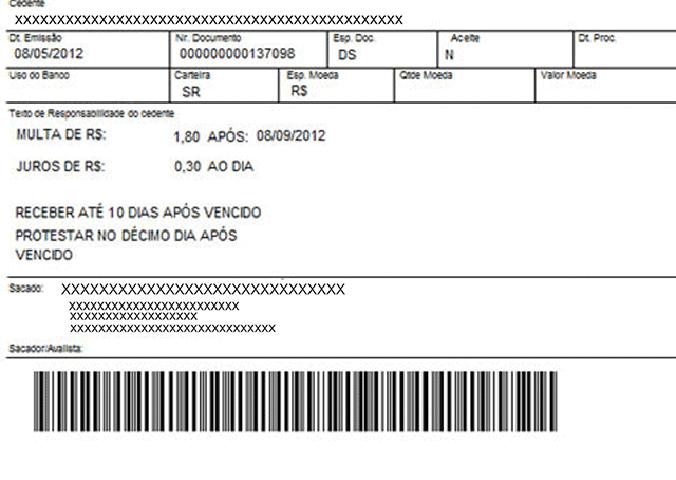 Cedente
XXXXXXXXXXXXXXXXXXXXXXXXXXXXXXXXXXXXXXXXXXX
Dt. Emissão Nr. Documento Esp. Doc. Aceite Dt. Proc.
08/05/2012 000000000137098 DS N
Uso do Banco Carteira Esp. Moeda Qtde Moeda Valor Moeda
SR R$
Texto de Responsabilidade do cedente
MULTA DE R$: 1,80 APÓS: 08/09/2012
JUROS DE R$: 0,30 AO DIA
RECEBER ATÉ 10 DIAS APÓS VENCIDO
PROTESTAR NO DÉCIMO DIA APÓS
VENCIDO
Sacado: XXXXXXXXXXXXXXXXXXXXXXXXXXXXXX
XXXXXXXXXXXXXXXXXXXXXXXX
XXXXXXXXXXXXXXXXXX
XXXXXXXXXXXXXXXXXXXXXXXXXXXXX
Sacador/Avalista: